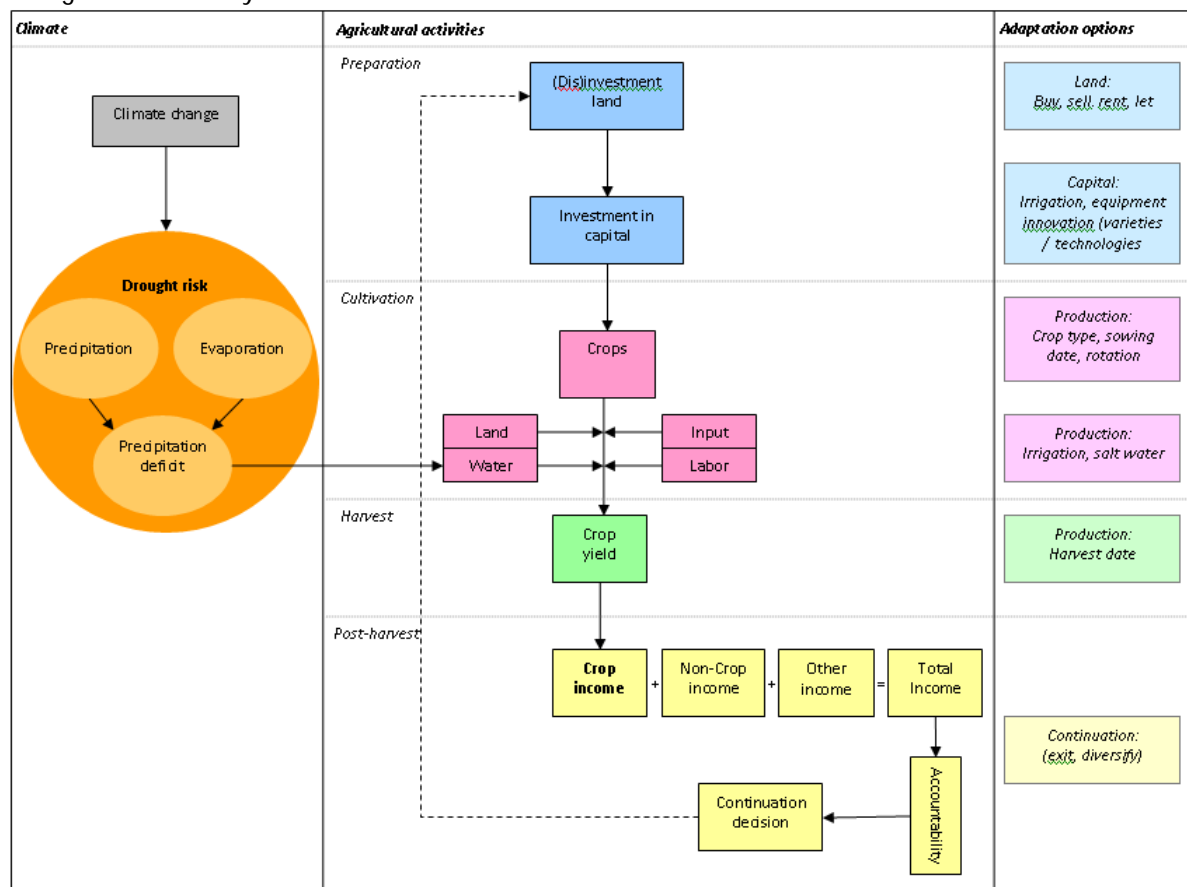 Climate
Agricultural activities
Adaptation options
Preparation
(Dis)investment
land
Land:
Buy, sell. rent, let
Climate change
Capital:
Irrigation, equipment
innovation (varieties
/ technologies
Investment in
capital
Drought risk
Cultivation
Precipitation
Evaporation
Crops
Production:
Crop type, sowing
date, rotation
Precipitation
deficit
Land
Input
Water
Labor
Production:
Irrigation, salt water
Harvest
Crop
yield
Production:
Harvest date
Post-harvest
Crop
income
+
Non-Crop
income
+
Other
income
=
Total
Income
Continuation:
(exit, diversify)
Accountability
Continuation
decision